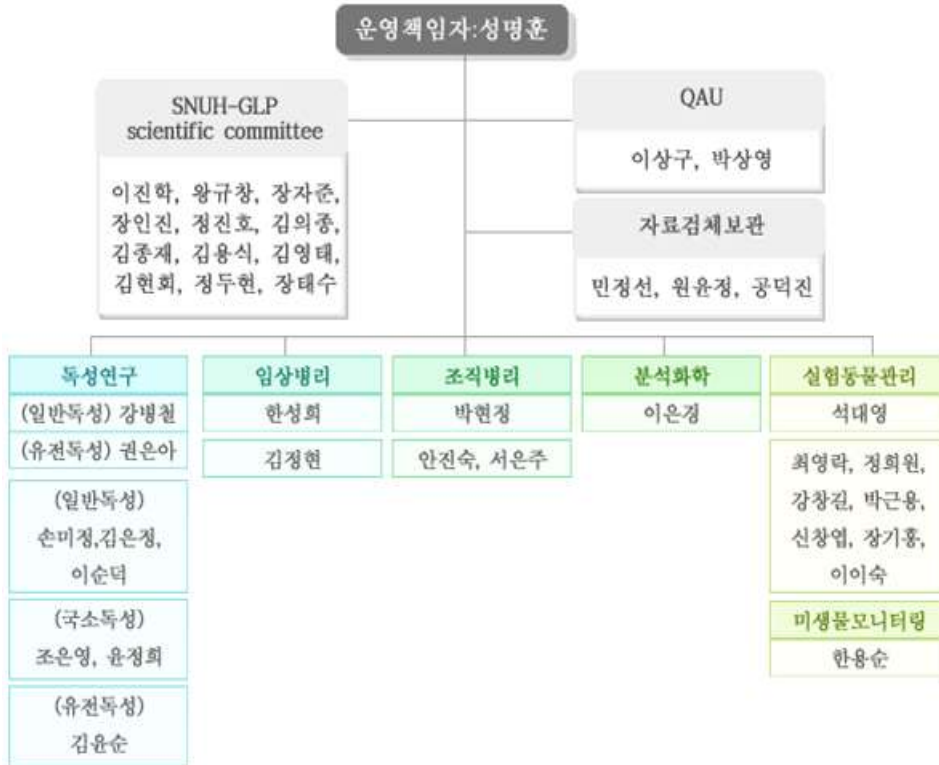 운영책임자:성명훈
SNUH-GLP
scientific committee
이진학, 왕규창, 장자준,
장인진, 정진호, 김의종,
김종재, 김용식, 김영태,
김현회, 정두현, 장태수
QAU
이상구, 박상영
자료검체보관
민정선, 원윤정, 공덕진
독성연구
(일반독성) 강병철
(유전독성) 권은아
(일반독성)
손미정,김은정,
이순덕
(국소독성)
조은영, 윤정희
(유전독성)
김윤순
임상병리
한성희
김정현
조직병리
박현정
안진숙, 서은주
분석화학
이은경
실험동물관리
석대영
최영락, 정희원,
강창길, 박근용,
신창엽, 장기홍,
이이숙
미생물모니터링
한용순